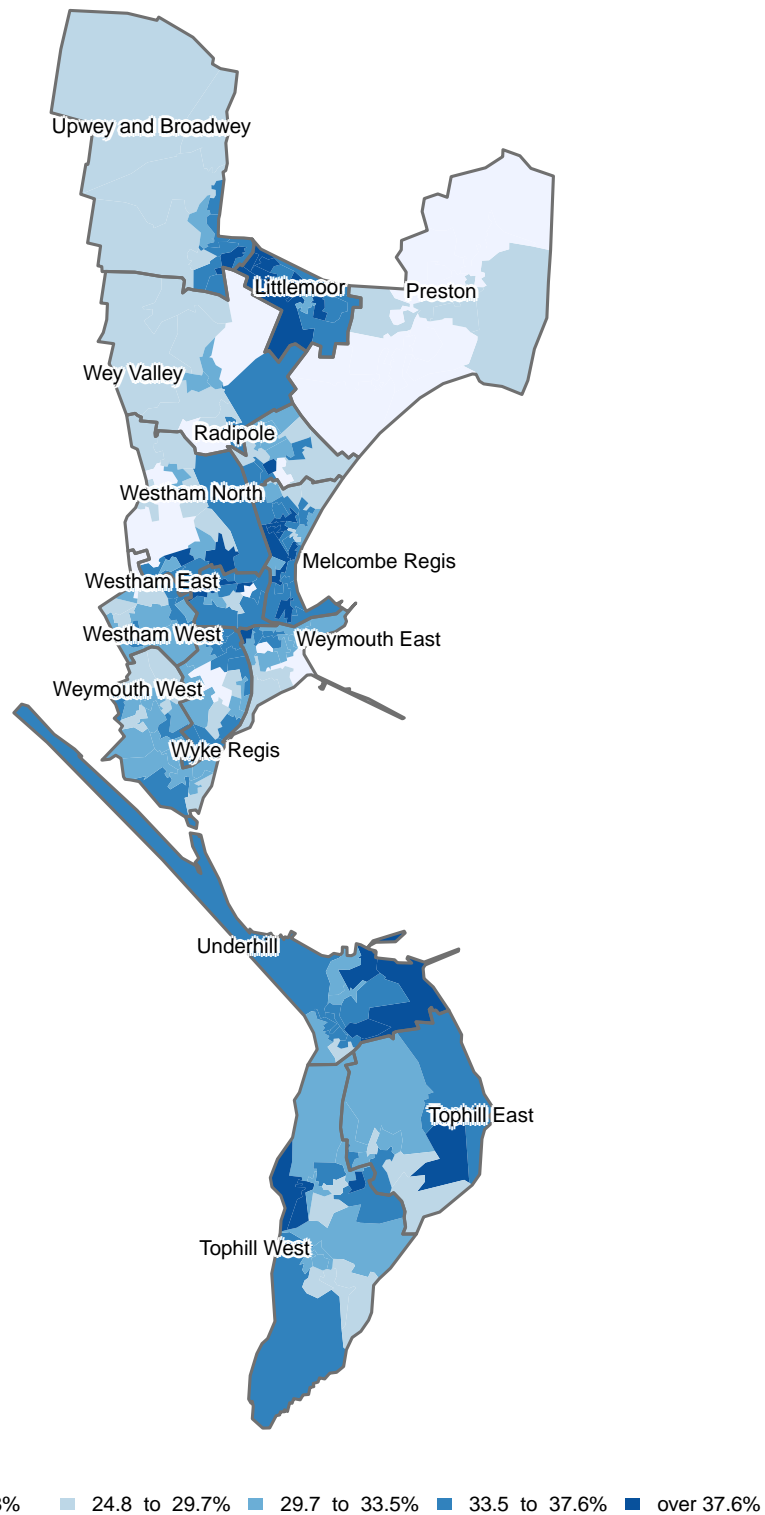 Upwey and Broadwey
Littlemoor
Preston
Wey Valley
Radipole
Westham North
Melcombe Regis
Westham East
Westham West
Weymouth East
Weymouth West
Wyke Regis
Underhill
Tophill East
Tophill West
% 24.8 to 29.7% 29.7 to 33.5% 33.5 to 37.6% over 37.6%